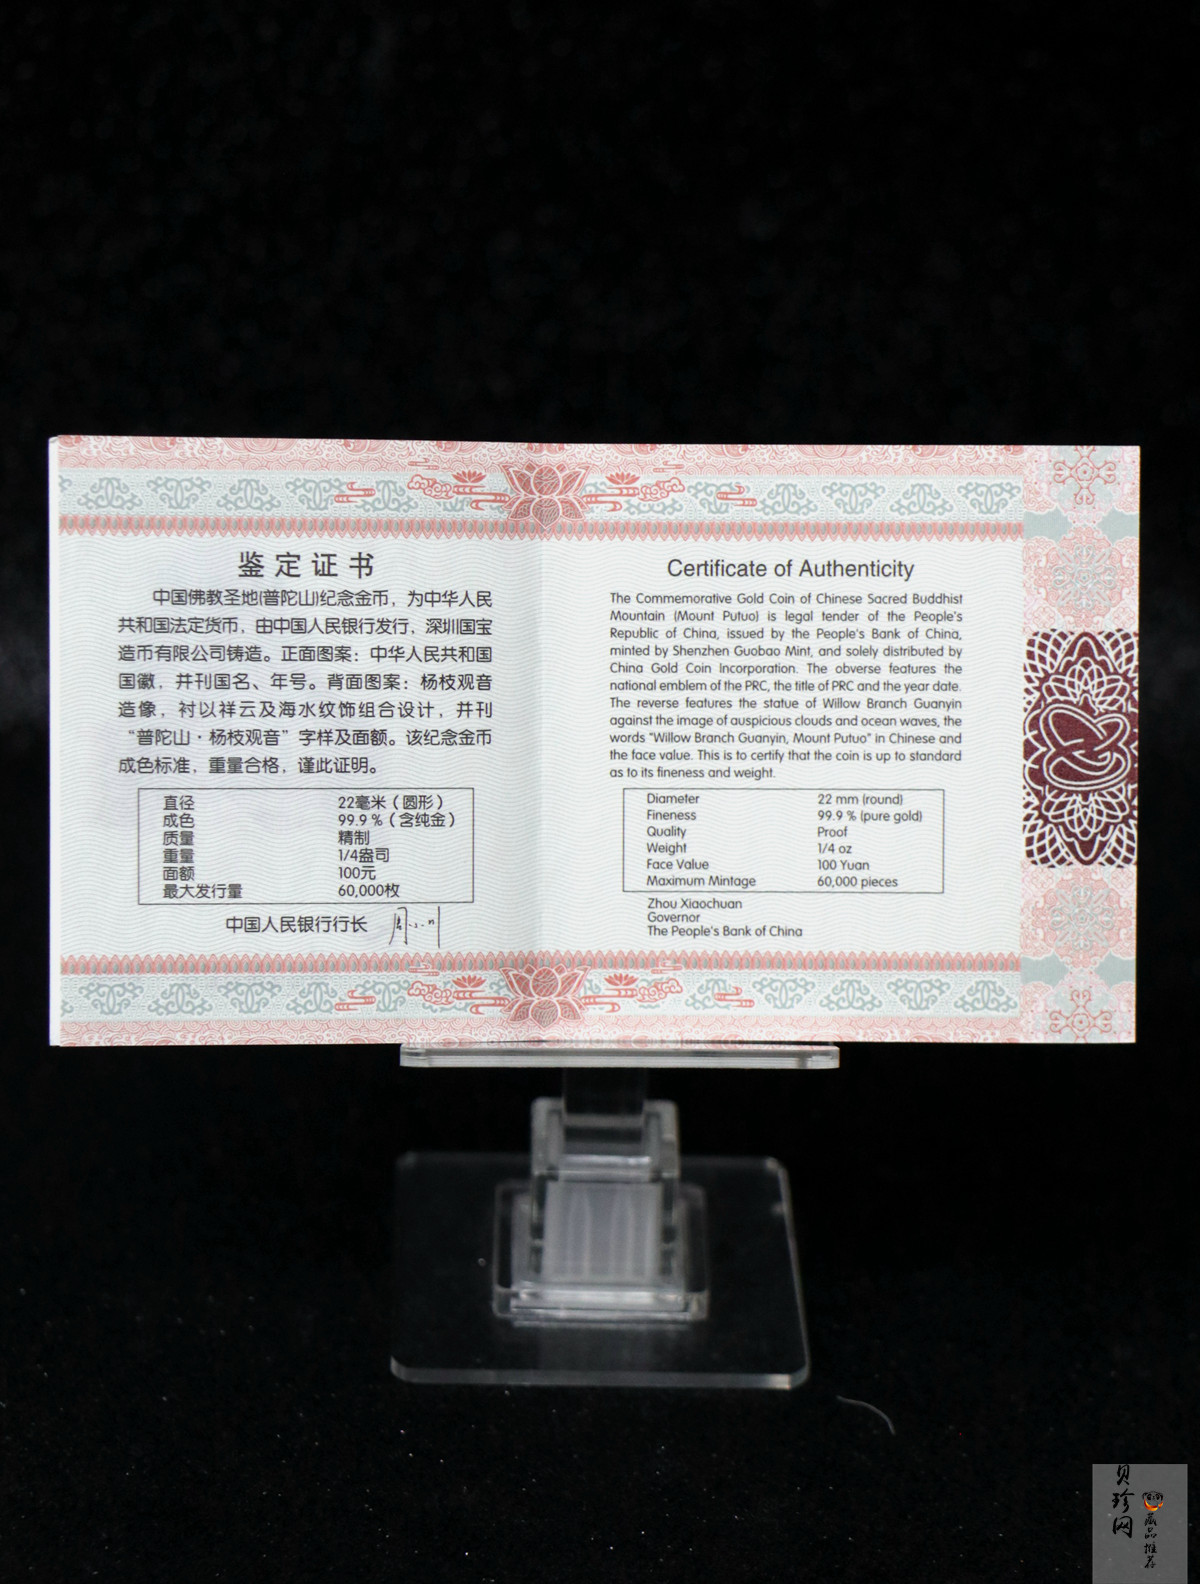 鉴定证书
中国佛教圣地(普陀山)纪念金币，为中华人民
共和国法定货币，由中国人民银行发行，深圳国宝
造币有限公司铸造。正面图案：中华人民共和国
国徽，并刊国名、年号。背面图案：杨枝观音
造像，衬以祥云及海水纹饰组合设计，并刊
“普陀山·杨枝观音”字样及面额。该纪念金币
成色标准，重量合格，谨此证明。
直径 22毫米（圆形）
成色 99.9％（含纯金）
质量 精制
重量 1/4盎司
面额 100元
最大发行量 60,000枚
中国人民银行行长
Certificate of Authenticity
The Commemorative Gold Coin of Chinese Sacred Buddhist
Mountain (Mount Putuo) is legal tender of the People's
Republic of China, issued by the People's Bank of China,
minted by Shenzhen Guobao Mint, and solely distributed by
China Gold Coin Incorporation. The obverse features the
national emblem of the PRC, the title of PRC and the year date.
The reverse features the statue of Willow Branch Guanyin
against the image of auspicious clouds and ocean waves, the
words "Willow Branch Guanyin, Mount Putuo" in Chinese and
the face value. This is to certify that the coin is up to standard
as to its fineness and weight.
Diameter 22 mm (round)
Fineness 99.9 % (pure gold)
Quality Proof
Weight 1/4 oz
Face Value 100 Yuan
Maximum Mintage 60,000 pieces
Zhou Xiaochuan
Governor
The People's Bank of China
贝珍网
藏品推荐